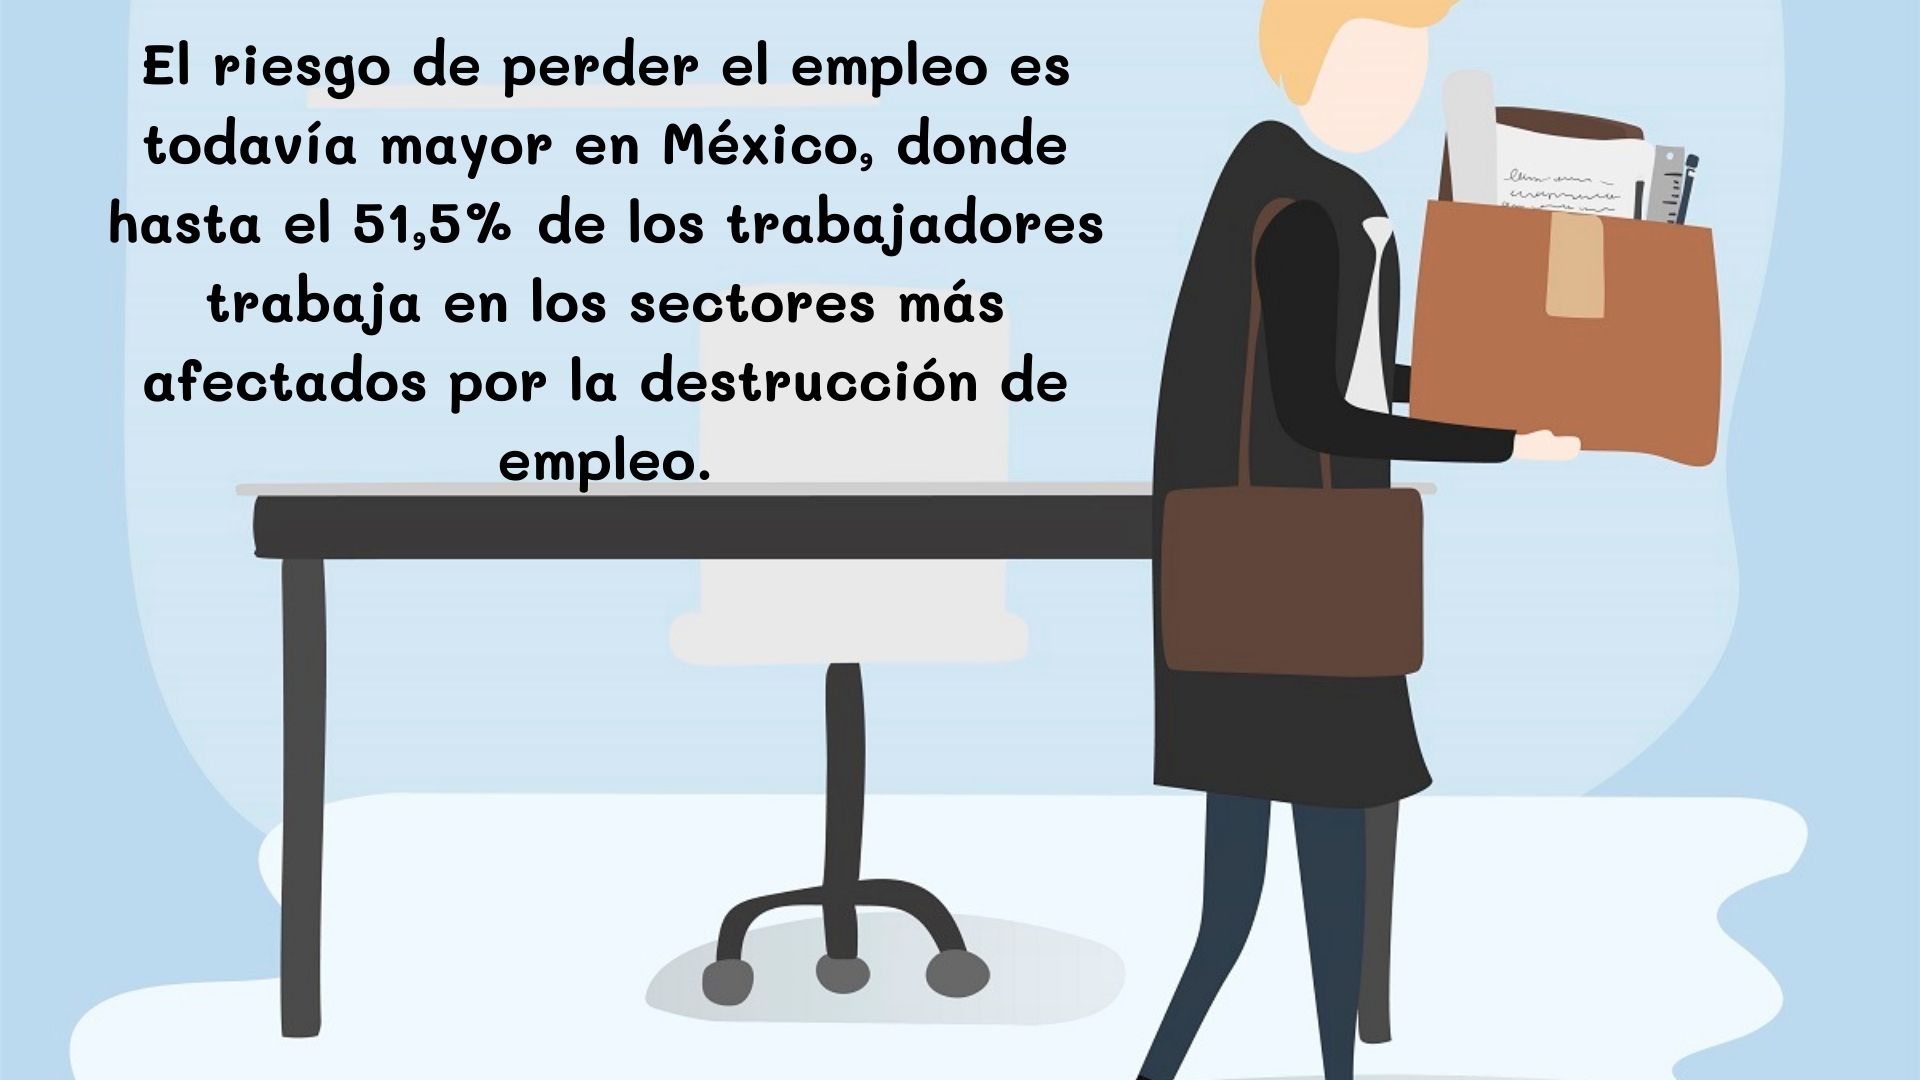 El riesgo de perder el empleo es
todavía mayor en México, donde
hasta el 51,5% de los trabajadores
trabaja en los sectores más
afectados por la destrucción de
empleo.